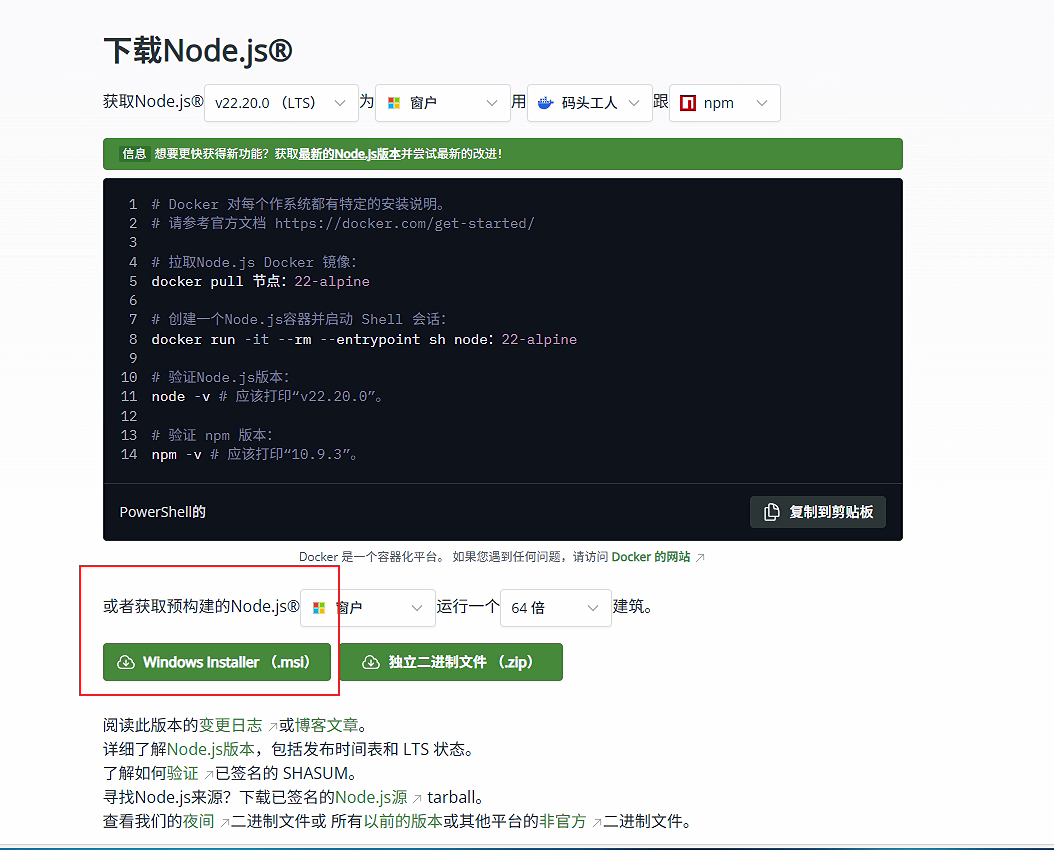 下载Node.js®
获取Node.js® v22.20.0 （LTS） 为 窗户 用 码头工人 跟 npm
信息 想要更快获得新功能？获取最新的Node.js版本并尝试最新的改进！
1 # Docker 对每个作系统都有特定的安装说明。
2 # 请参考官方文档 https://docker.com/get-started/
3
4 # 拉取Node.js Docker 镜像：
5 docker pull 节点：22-alpine
6
7 # 创建一个Node.js容器并启动 Shell 会话：
8 docker run -it --rm --entrypoint sh node：22-alpine
9
10 # 验证Node.js版本：
11 node -v # 应该打印“v22.20.0”。
12
13 # 验证 npm 版本：
14 npm -v # 应该打印“10.9.3”。
PowerShell的 复制到剪贴板
Docker 是一个容器化平台。 如果您遇到任何问题，请访问 Docker 的网站
或者获取预构建的Node.js® 窗户 运行一个 64 倍 建筑。
Windows Installer （.msi） 独立二进制文件 （.zip）
阅读此版本的变更日志 或博客文章。
详细了解Node.js版本，包括发布时间表和 LTS 状态。
了解如何验证 已签名的 SHASUM。
寻找Node.js来源？下载已签名的Node.js源 tarball。
查看我们的夜间 二进制文件或 所有以前的版本或其他平台的非官方 二进制文件。